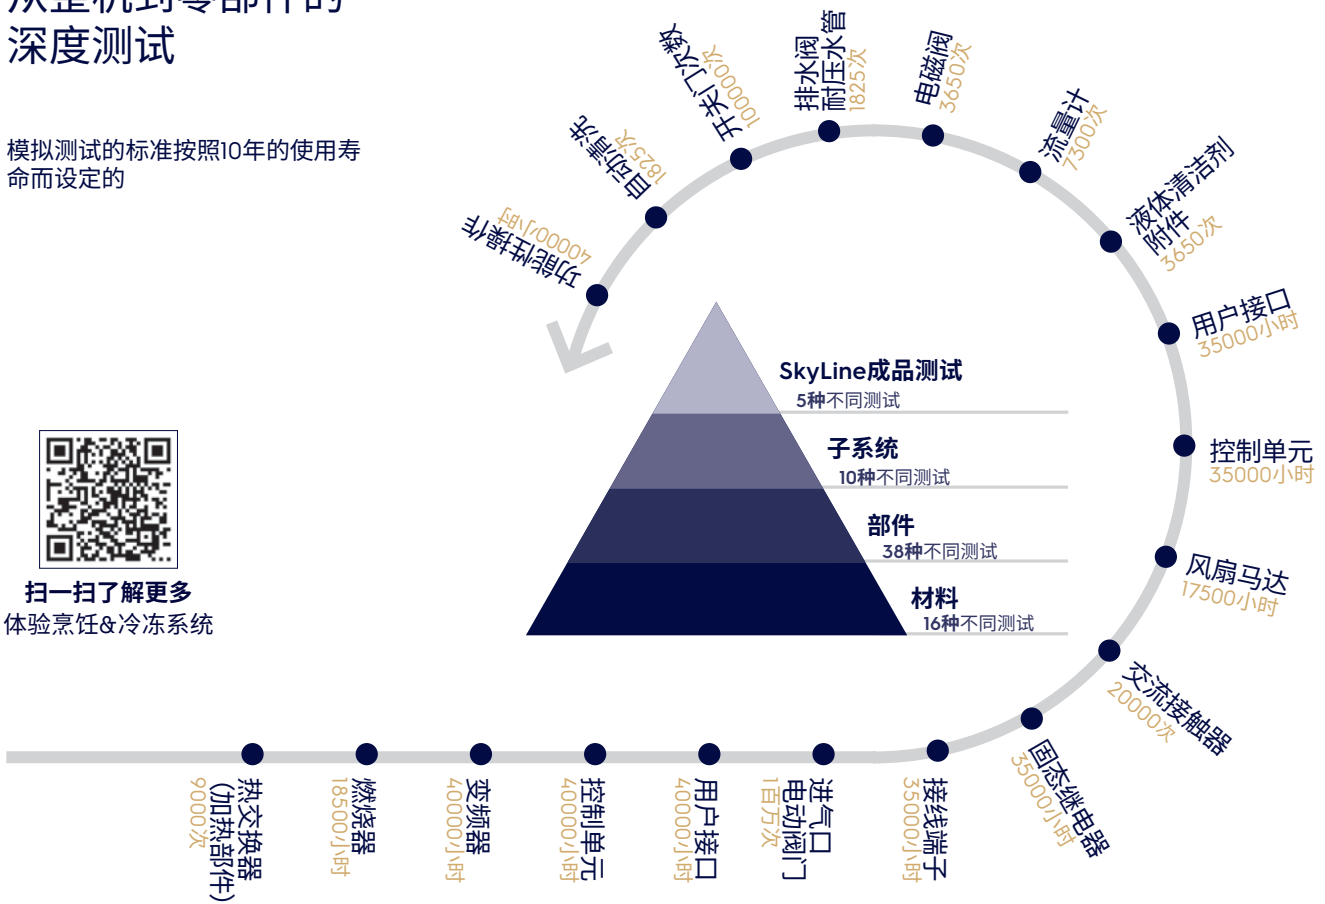 从整机到零部件的
深度测试
模拟测试的标准按照10年的使用寿
命而设定的
扫一扫了解更多
体验烹饪&冷冻系统
SkyLine成品测试
5种不同测试
子系统
10种不同测试
部件
38种不同测试
材料
16种不同测试
热交换器
(加热部件)
9000次
燃烧器
18500小时
变频器
40000小时
控制单元
40000小时
用户接口
40000小时
进气口
电动阀门
1百万次
接线端子
35000小时
固态继电器
35000小时
交流接触器
20000次
风扇马达
17500小时
控制单元
35000小时
用户接口
35000小时
液体清洁剂
附件
3650次
流量计
7300次
电磁阀
3650次
排水阀
耐压水管
1825次
开关门次数
100000次
自动清洗
1825次
功能性操作
40000小时